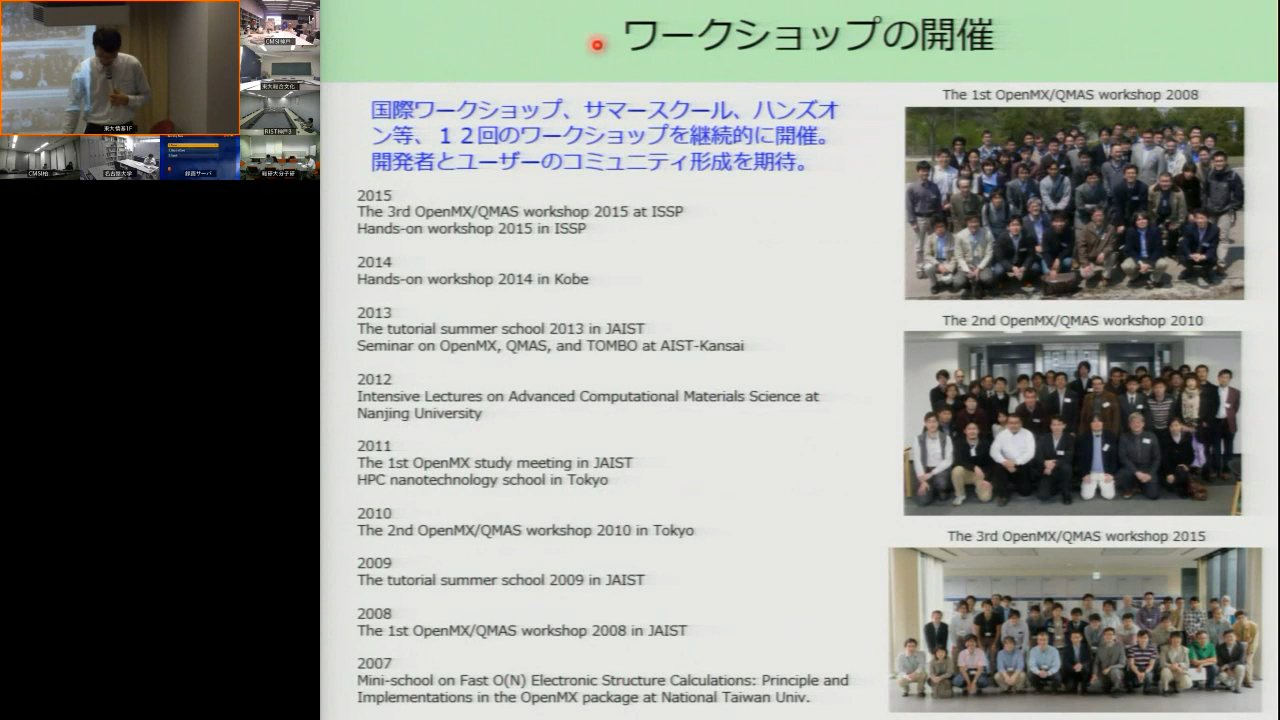 ワークショップの開催
国際ワークショップ、サマースクール、ハンズオ
ン等、１２回のワークショップを継続的に開催。
開発者とユーザーのコミュニティ形成を期待。
2015
The 3rd OpenMX/QMAS workshop 2015 at ISSP
Hands-on workshop 2015 in ISSP
2014
Hands-on workshop 2014 in Kobe
2013
The tutorial summer school 2013 in JAIST
Seminar on OpenMX, QMAS, and TOMBO at AIST-Kansai
2012
Intensive Lectures on Advanced Computational Materials Science at
Nanjing University
2011
The 1st OpenMX study meeting in JAIST
HPC nanotechnology school in Tokyo
2010
The 2nd OpenMX/QMAS workshop 2010 in Tokyo
2009
The tutorial summer school 2009 in JAIST
2008
The 1st OpenMX/QMAS workshop 2008 in JAIST
2007
Mini-school on Fast O(N) Electronic Structure Calculations: Principle and
Implementations in the OpenMX package at National Taiwan Univ.
The 1st OpenMX/QMAS workshop 2008
The 2nd OpenMX/QMAS workshop 2010
The 3rd OpenMX/QMAS workshop 2015
東大情基1F
CMSI神戸
東大総合文化
RIST神戸3
CMSI柏
名古屋大学
録画サーバ
総研大分子研